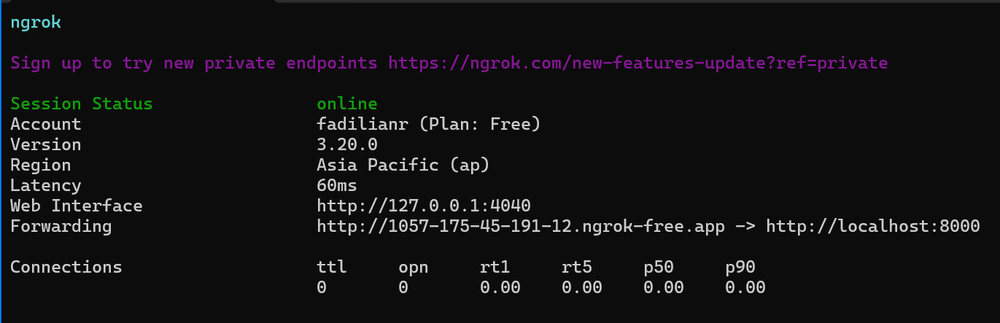 ngrok
Sign up to try new private endpoints https://ngrok.com/new-features-update?ref=private
Session Status online
Account fadilianr (Plan: Free)
Version 3.20.0
Region Asia Pacific (ap)
Latency 60ms
Web Interface http://127.0.0.1:4040
Forwarding http://1057-175-45-191-12.ngrok-free.app -> http://localhost:8000
Connections ttl opn rt1 rt5 p50 p90
0 0 0.00 0.00 0.00 0.00